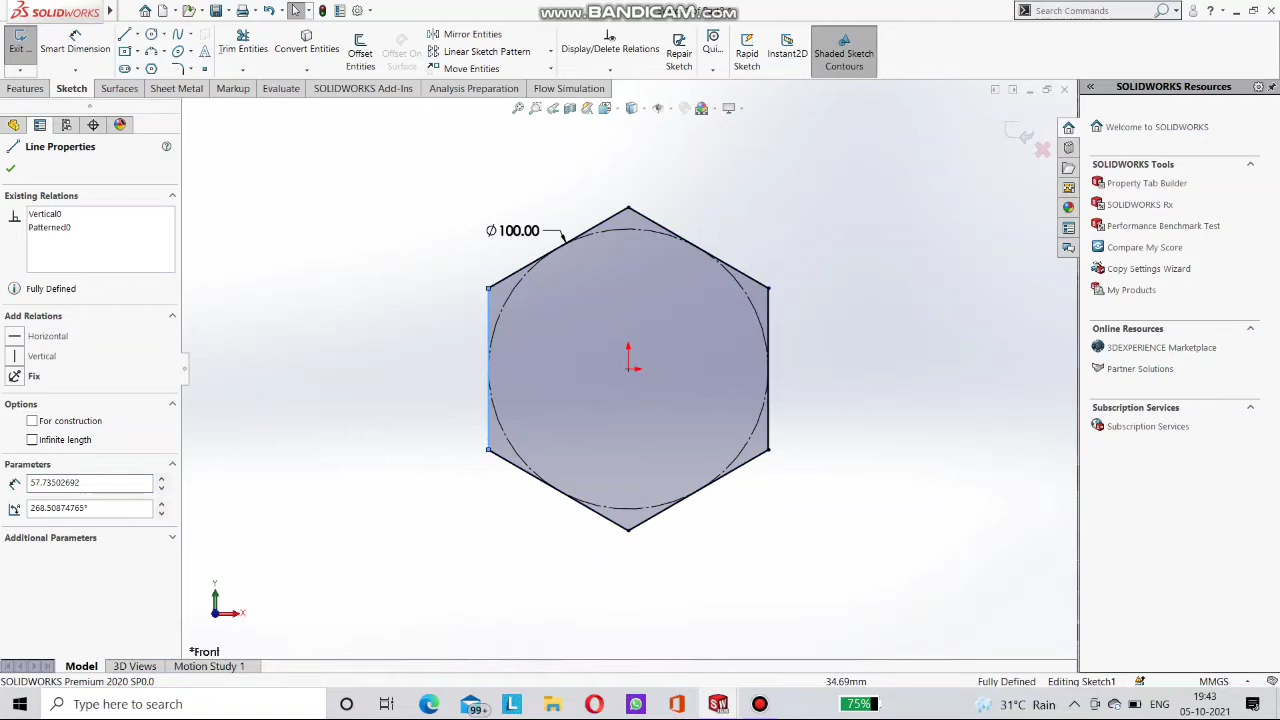 SOLIDWORKS
WWW.BANDICAM.COM
Search Commands
Exit ...
Smart Dimension
Trim Entities
Convert Entities
Offset Entities
Offset On Surface
Mirror Entities
Linear Sketch Pattern
Move Entities
Display/Delete Relations
Repair Sketch
Qui...
Rapid Sketch
Instant2D
Shaded Sketch Contours
Features
Sketch
Surfaces
Sheet Metal
Markup
Evaluate
SOLIDWORKS Add-Ins
Analysis Preparation
Flow Simulation
SOLIDWORKS Resources
Line Properties
Existing Relations
Vertical0
Patterned0
Fully Defined
Add Relations
Horizontal
Vertical
Fix
Options
For construction
Infinite length
Parameters
57.73502692
268.50874765°
Additional Parameters
∅100.00
Y
X
*Front
Welcome to SOLIDWORKS
SOLIDWORKS Tools
Property Tab Builder
SOLIDWORKS Rx
Performance Benchmark Test
Compare My Score
Copy Settings Wizard
My Products
Online Resources
3DEXPERIENCE Marketplace
Partner Solutions
Subscription Services
Subscription Services
Model
3D Views
Motion Study 1
SOLIDWORKS Premium 2020 SP0.0
34.69mm
Fully Defined
Editing Sketch1
MMGS
Type here to search
99+
75%
31°C Rain
ENG
19:43
05-10-2021